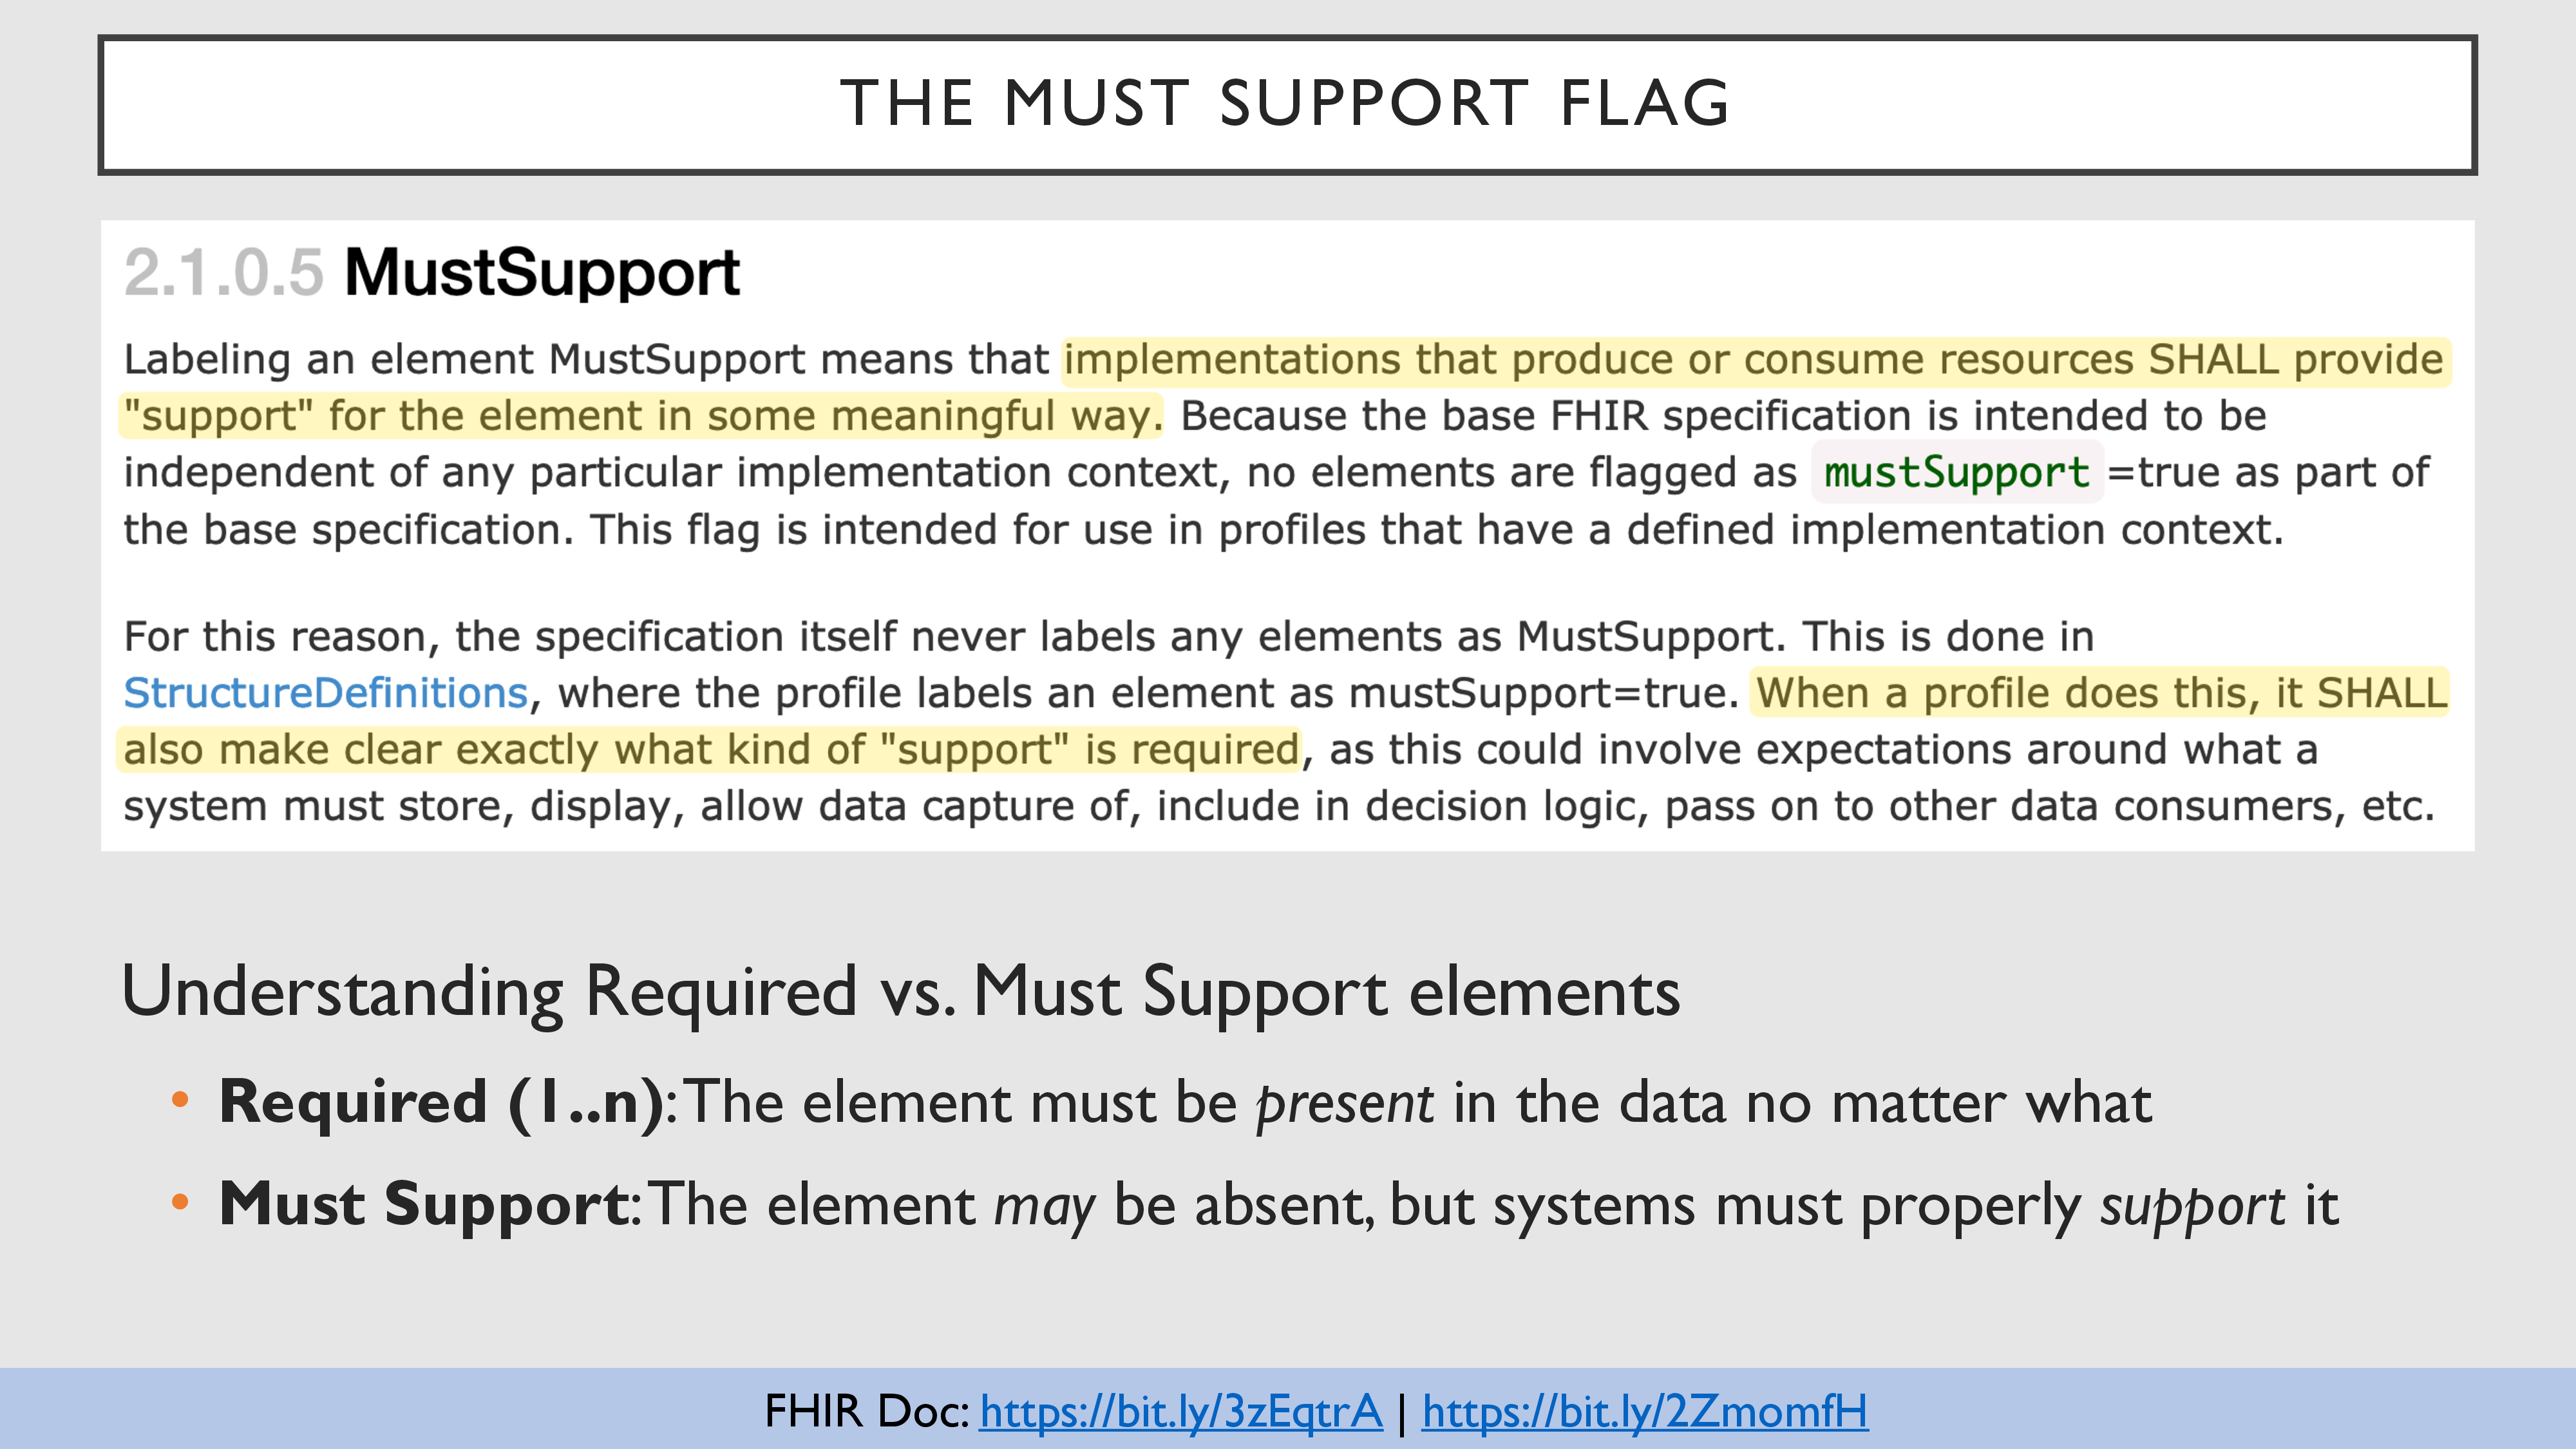 THE MUST SUPPORT FLAG
2.1.0.5 MustSupport
Labeling an element MustSupport means that implementations that produce or consume resources SHALL provide
"support" for the element in some meaningful way. Because the base FHIR specification is intended to be
independent of any particular implementation context, no elements are flagged as mustSupport =true as part of
the base specification. This flag is intended for use in profiles that have a defined implementation context.
For this reason, the specification itself never labels any elements as MustSupport. This is done in
StructureDefinitions, where the profile labels an element as mustSupport=true. When a profile does this, it SHALL
also make clear exactly what kind of "support" is required, as this could involve expectations around what a
system must store, display, allow data capture of, include in decision logic, pass on to other data consumers, etc.
Understanding Required vs. Must Support elements
• Required (1..n): The element must be present in the data no matter what
• Must Support: The element may be absent, but systems must properly support it
FHIR Doc: https://bit.ly/3zEqtrA | https://bit.ly/2ZmomfH